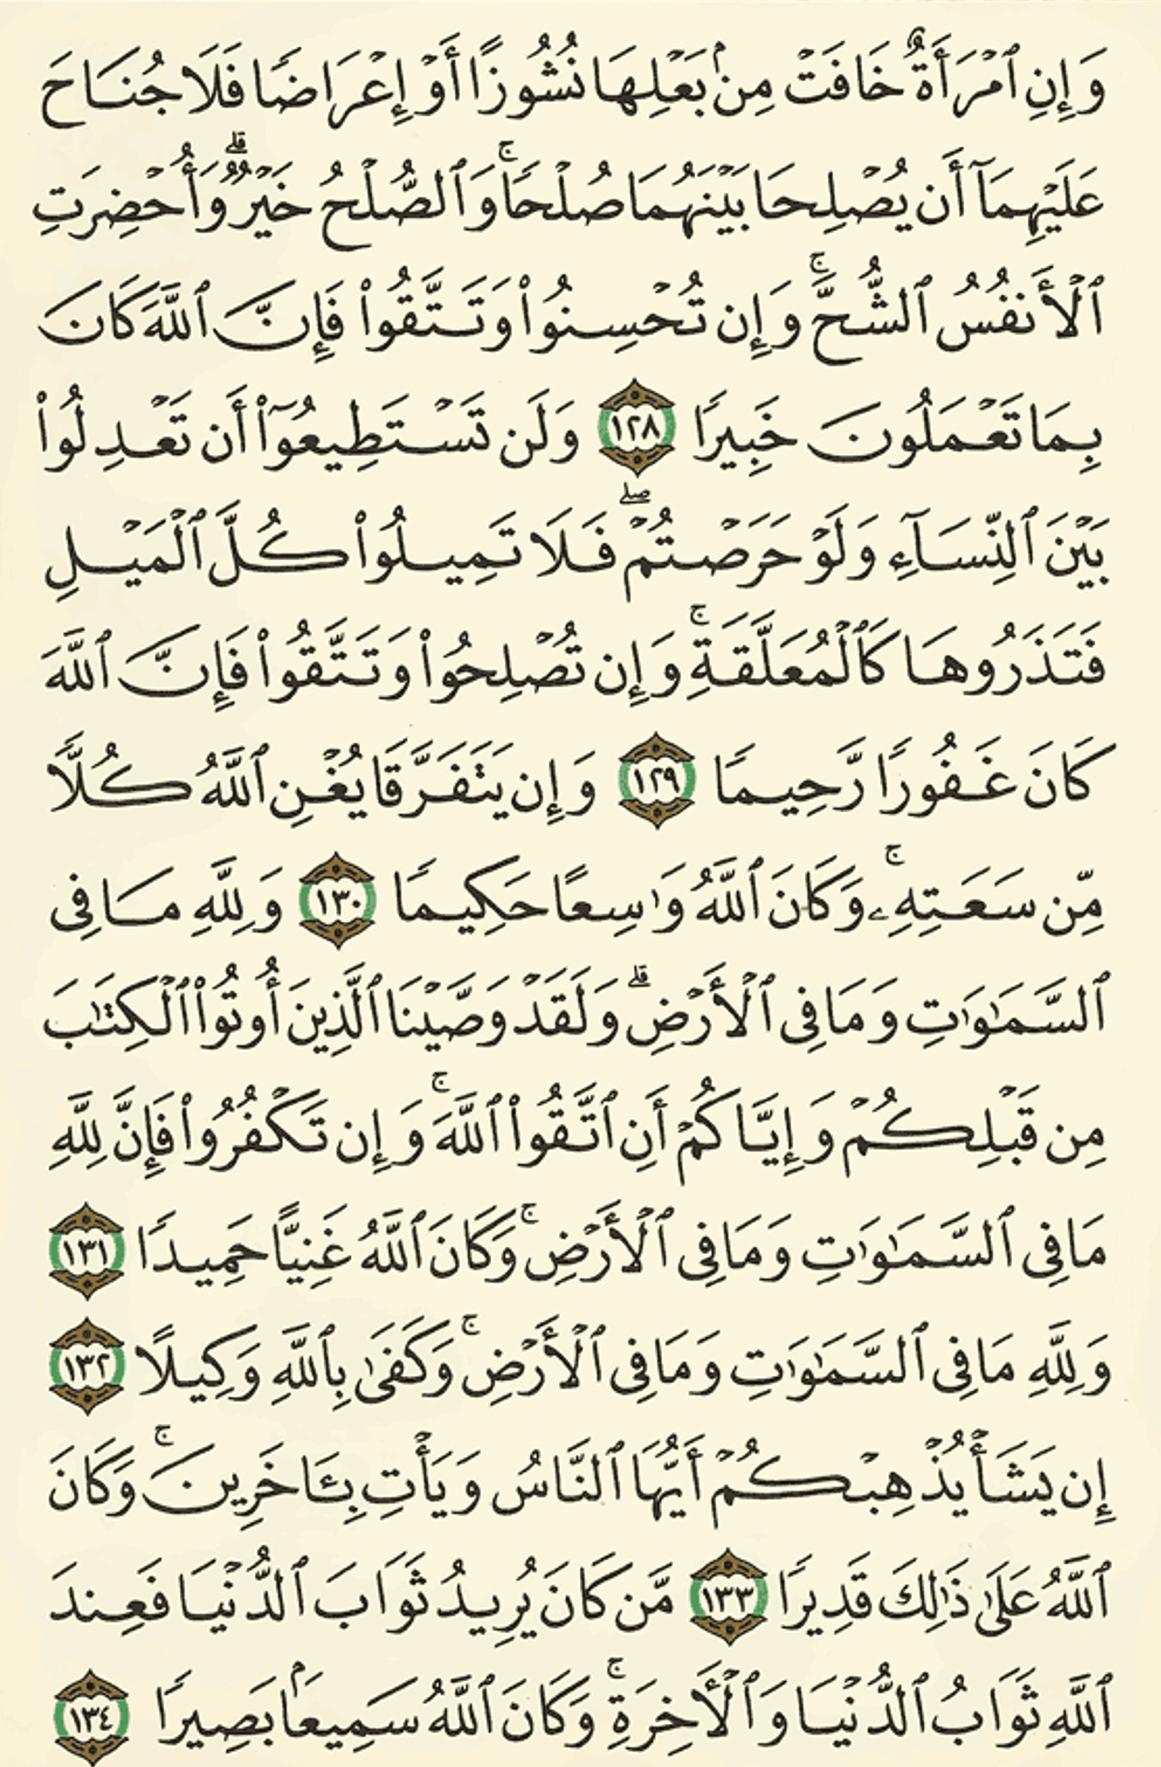 وَإِنِ ٱمۡرَأَةٌ خَافَتۡ مِنۢ بَعۡلِهَا نُشُوزًا أَوۡ إِعۡرَاضٗا فَلَا جُنَاحَ
عَلَيۡهِمَآ أَن يُصۡلِحَا بَيۡنَهُمَا صُلۡحٗاۚ وَٱلصُّلۡحُ خَيۡرٞۗ وَأُحۡضِرَتِ
ٱلۡأَنفُسُ ٱلشُّحَّۚ وَإِن تُحۡسِنُواْ وَتَتَّقُواْ فَإِنَّ ٱللَّهَ كَانَ
بِمَا تَعۡمَلُونَ خَبِيرٗا ١٢٨ وَلَن تَسۡتَطِيعُوٓاْ أَن تَعۡدِلُواْ
بَيۡنَ ٱلنِّسَآءِ وَلَوۡ حَرَصۡتُمۡۖ فَلَا تَمِيلُواْ كُلَّ ٱلۡمَيۡلِ
فَتَذَرُوهَا كَٱلۡمُعَلَّقَةِۚ وَإِن تُصۡلِحُواْ وَتَتَّقُواْ فَإِنَّ ٱللَّهَ
كَانَ غَفُورٗا رَّحِيمٗا ١٢٩ وَإِن يَتَفَرَّقَا يُغۡنِ ٱللَّهُ كُلّٗا
مِّن سَعَتِهِۦۚ وَكَانَ ٱللَّهُ وَٰسِعًا حَكِيمٗا ١٣٠ وَلِلَّهِ مَا فِي
ٱلسَّمَٰوَٰتِ وَمَا فِي ٱلۡأَرۡضِۗ وَلَقَدۡ وَصَّيۡنَا ٱلَّذِينَ أُوتُواْ ٱلۡكِتَٰبَ
مِن قَبۡلِكُمۡ وَإِيَّاكُمۡ أَنِ ٱتَّقُواْ ٱللَّهَۚ وَإِن تَكۡفُرُواْ فَإِنَّ لِلَّهِ
مَا فِي ٱلسَّمَٰوَٰتِ وَمَا فِي ٱلۡأَرۡضِۚ وَكَانَ ٱللَّهُ غَنِيًّا حَمِيدٗا ١٣١
وَلِلَّهِ مَا فِي ٱلسَّمَٰوَٰتِ وَمَا فِي ٱلۡأَرۡضِۚ وَكَفَىٰ بِٱللَّهِ وَكِيلًا ١٣٢
إِن يَشَأۡ يُذۡهِبۡكُمۡ أَيُّهَا ٱلنَّاسُ وَيَأۡتِ بِـَٔاخَرِينَۚ وَكَانَ
ٱللَّهُ عَلَىٰ ذَٰلِكَ قَدِيرٗا ١٣٣ مَّن كَانَ يُرِيدُ ثَوَابَ ٱلدُّنۡيَا فَعِندَ
ٱللَّهِ ثَوَابُ ٱلدُّنۡيَا وَٱلۡأٓخِرَةِۚ وَكَانَ ٱللَّهُ سَمِيعَۢا بَصِيرٗا ١٣٤